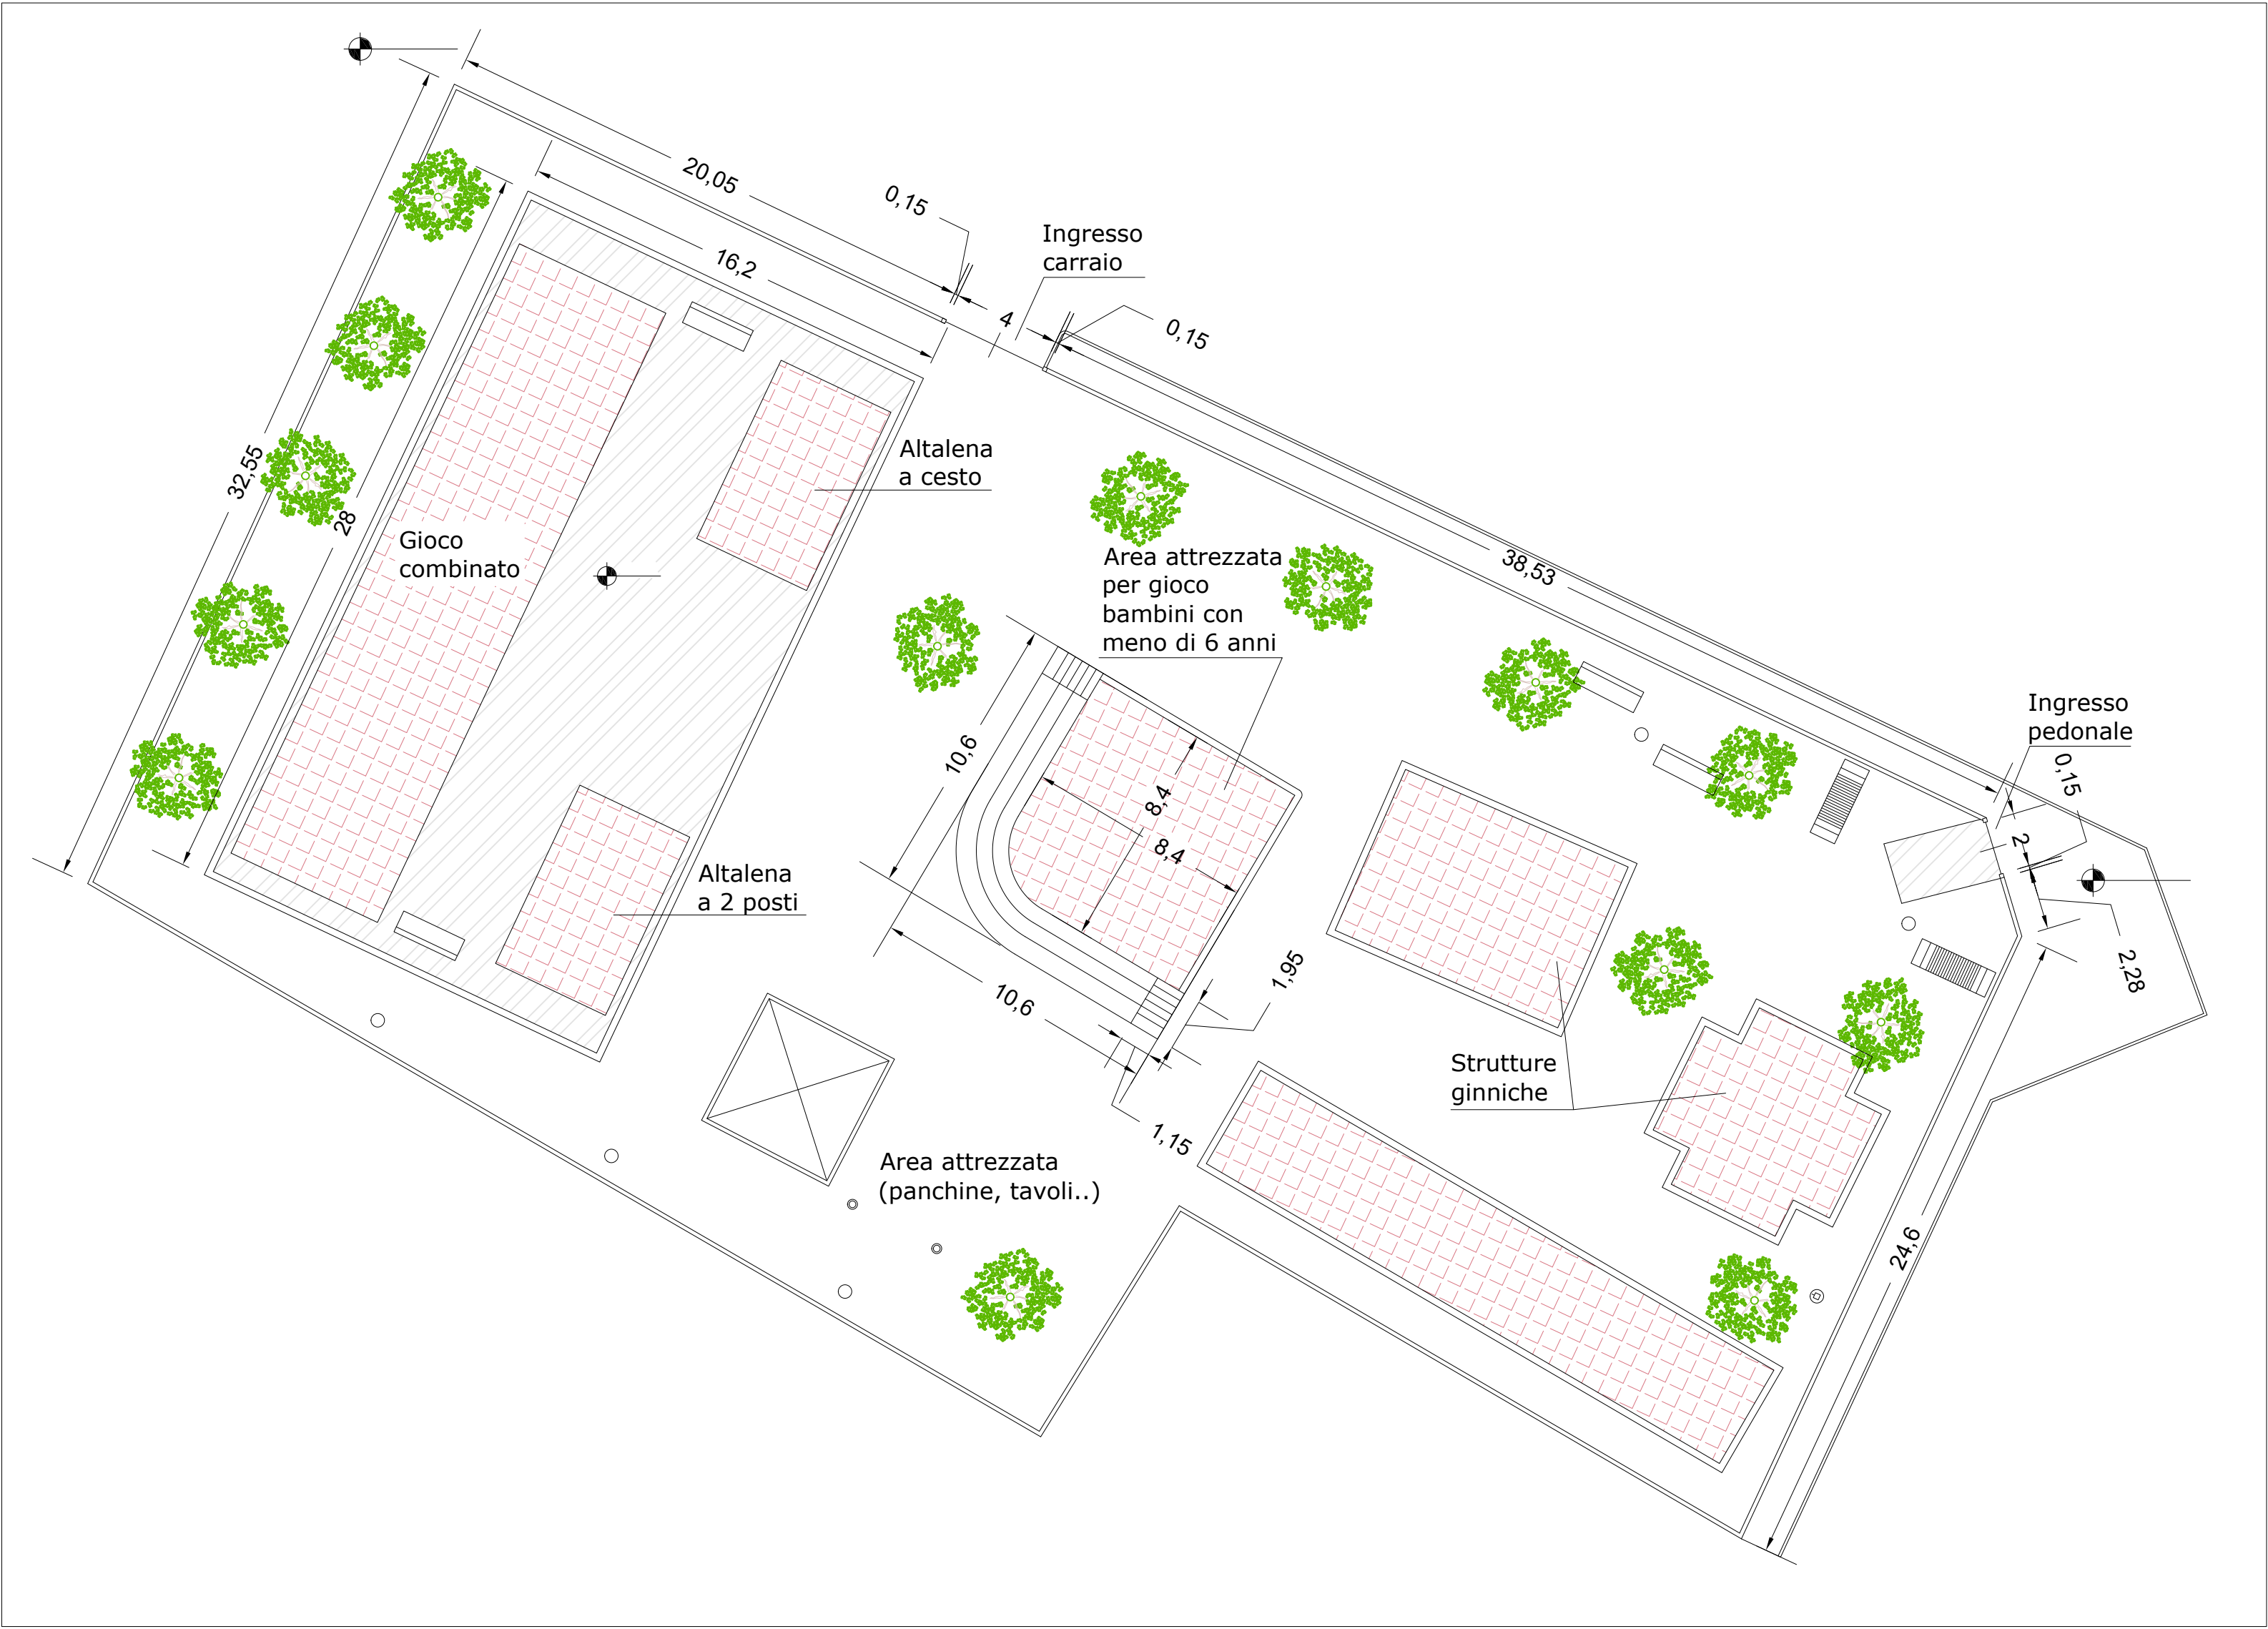 20,05
0,15
Ingresso
carraio
16,2
4
0,15
32,55
28
Altalena
a cesto
Gioco
combinato
Area attrezzata
per gioco
bambini con
meno di 6 anni
38,53
Ingresso
pedonale
0,15
2
10,6
8,4
8,4
Altalena
a 2 posti
10,6
1,95
2,28
Strutture
ginniche
1,15
Area attrezzata
(panchine, tavoli..)
24,6